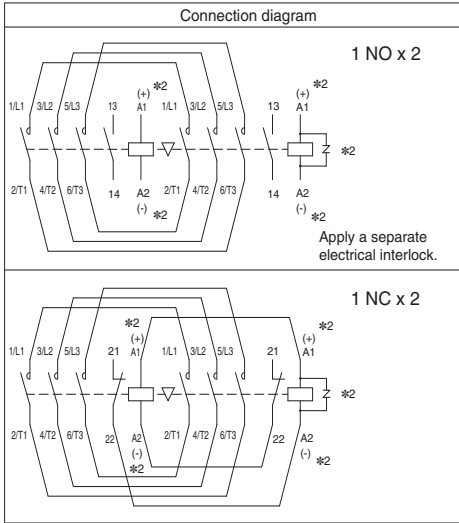 Connection diagram
1 NO x 2
✻2
(+)
A1
✻2
(+)
A1
1/L1 3/L2 5/L3 13 1/L1 3/L2 5/L3 13
✻2
2/T1 4/T2 6/T3 14 A2 2/T1 4/T2 6/T3 14 A2
(-)
✻2
(-)
✻2
Apply a separate
electrical interlock.
1 NC x 2
✻2
(+)
A1
✻2
(+)
A1
1/L1 3/L2 5/L3 21 1/L1 3/L2 5/L3 21
✻2
2/T1 4/T2 6/T3 22 A2 2/T1 4/T2 6/T3 22 A2
(-)
✻2
(-)
✻2